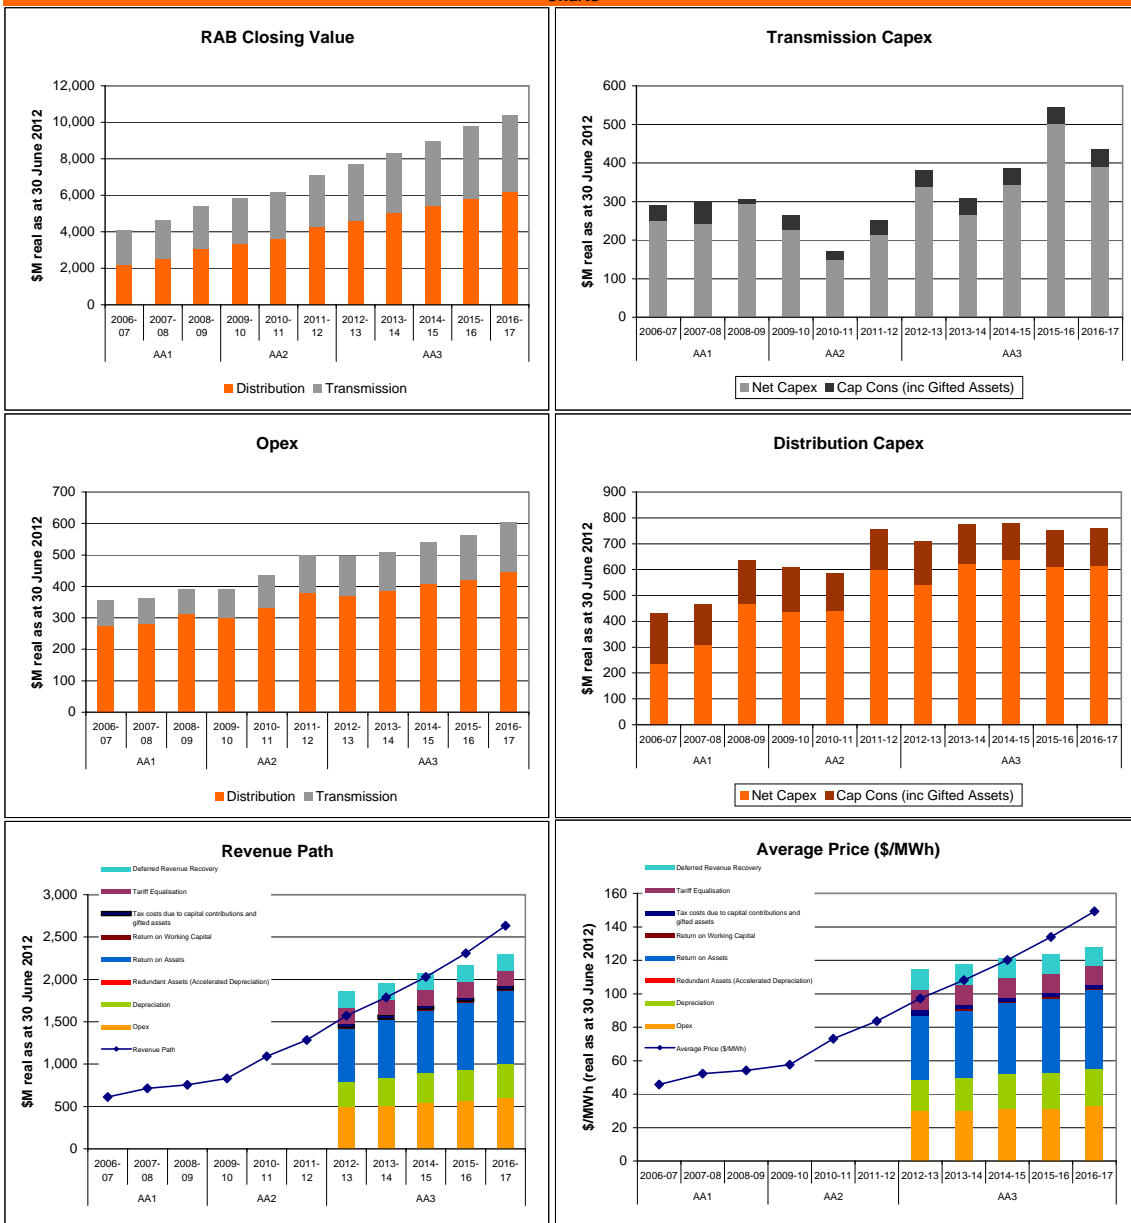 Charts
RAB Closing Value
$M real as at 30 June 2012
12,000
10,000
8,000
6,000
4,000
2,000
0
2006-07 2007-08 2008-09 2009-10 2010-11 2011-12 2012-13 2013-14 2014-15 2015-16 2016-17
AA1 AA2 AA3
Distribution Transmission
Transmission Capex
$M real as at 30 June 2012
600
500
400
300
200
100
0
2006-07 2007-08 2008-09 2009-10 2010-11 2011-12 2012-13 2013-14 2014-15 2015-16 2016-17
AA1 AA2 AA3
Net Capex Cap Cons (inc Gifted Assets)
Opex
$M real as at 30 June 2012
700
600
500
400
300
200
100
0
2006-07 2007-08 2008-09 2009-10 2010-11 2011-12 2012-13 2013-14 2014-15 2015-16 2016-17
AA1 AA2 AA3
Distribution Transmission
Distribution Capex
$M real as at 30 June 2012
900
800
700
600
500
400
300
200
100
0
2006-07 2007-08 2008-09 2009-10 2010-11 2011-12 2012-13 2013-14 2014-15 2015-16 2016-17
AA1 AA2 AA3
Net Capex Cap Cons (inc Gifted Assets)
Revenue Path
Deferred Revenue Recovery
Tariff Equalisation
Tax costs due to capital contributions and
gifted assets
Return on Working Capital
Return on Assets
Redundant Assets (Accelerated Depreciation)
Depreciation
Opex
Revenue Path
$M real as at 30 June 2012
3,000
2,500
2,000
1,500
1,000
500
0
2006-07 2007-08 2008-09 2009-10 2010-11 2011-12 2012-13 2013-14 2014-15 2015-16 2016-17
AA1 AA2 AA3
Average Price ($/MWh)
Deferred Revenue Recovery
Tariff Equalisation
Tax costs due to capital contributions and
gifted assets
Return on Working Capital
Return on Assets
Redundant Assets (Accelerated Depreciation)
Depreciation
Opex
Average Price ($/MWh)
$/MWh (real as at 30 June 2012)
160
140
120
100
80
60
40
20
0
2006-07 2007-08 2008-09 2009-10 2010-11 2011-12 2012-13 2013-14 2014-15 2015-16 2016-17
AA1 AA2 AA3